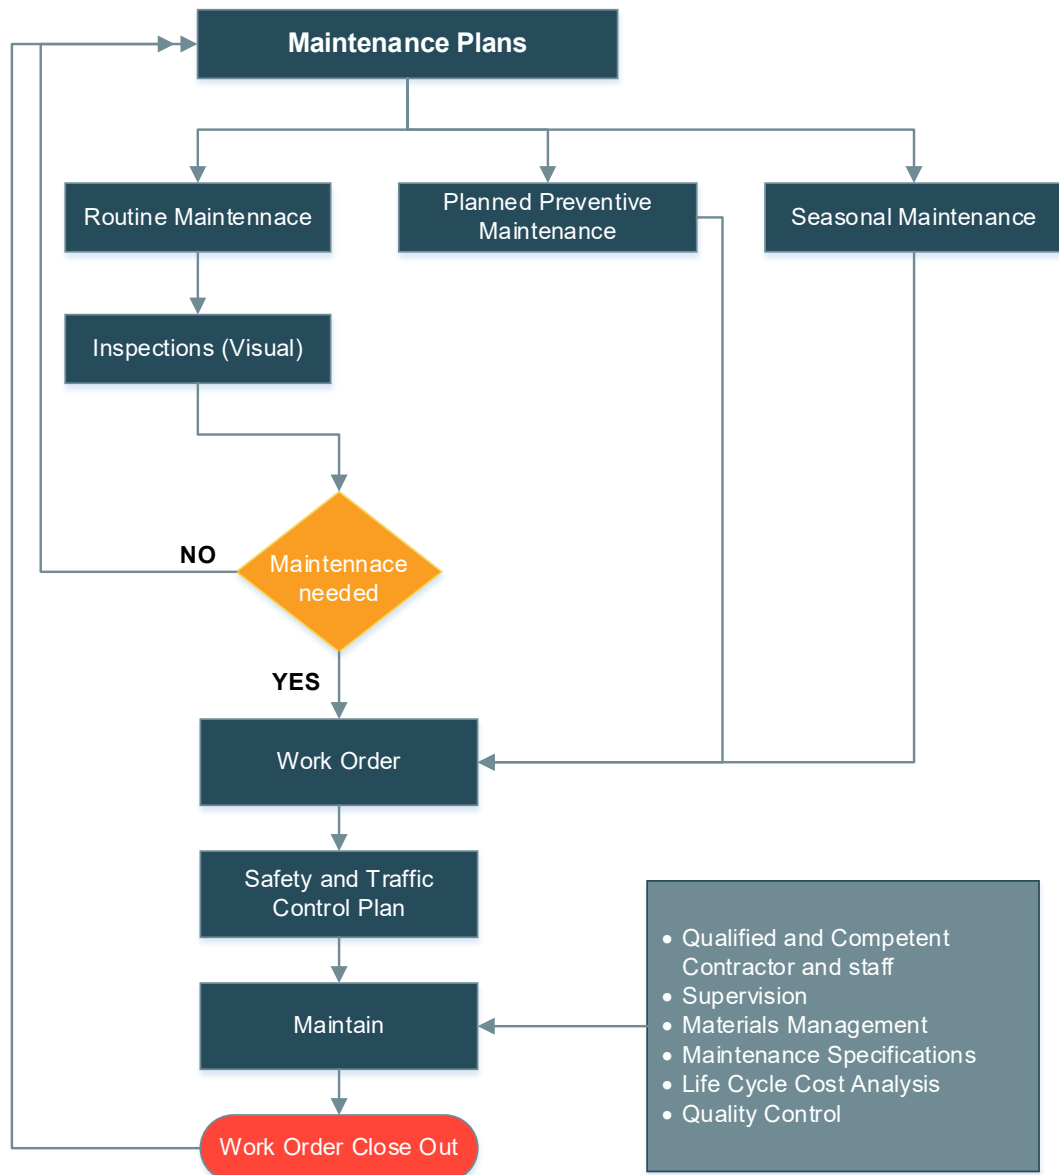 Maintenance Plans
Routine Maintennace
Planned Preventive
Maintenance
Seasonal Maintenance
Inspections (Visual)
Maintennace
needed
NO
YES
Work Order
Safety and Traffic
Control Plan
Maintain
• Qualified and Competent
Contractor and staff
• Supervision
• Materials Management
• Maintenance Specifications
• Life Cycle Cost Analysis
• Quality Control
Work Order Close Out